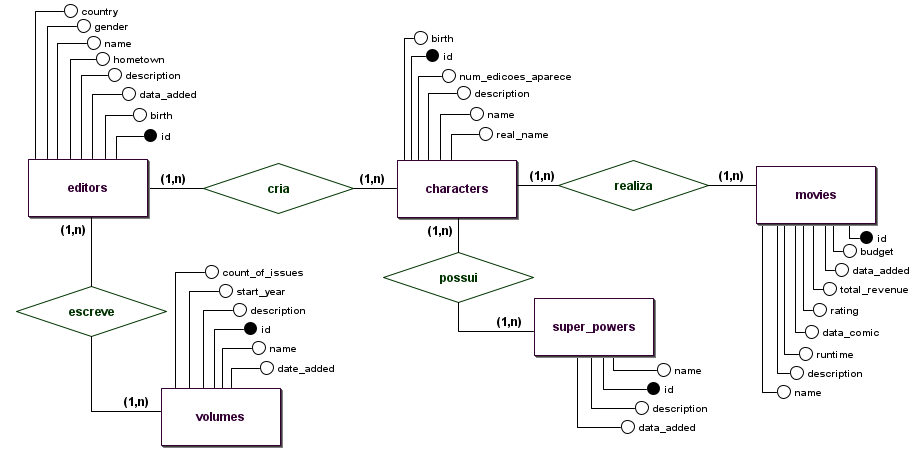 country
gender
name
hometown
description
data_added
birth
id
editors
(1,n)
cria
(1,n)
birth
id
num_edicoes_aparece
description
name
real_name
characters
(1,n)
realiza
(1,n)
movies
id
budget
data_added
total_revenue
rating
data_comic
runtime
description
name
(1,n)
escreve
(1,n)
count_of_issues
start_year
description
id
name
date_added
volumes
(1,n)
possui
(1,n)
super_powers
name
id
description
data_added